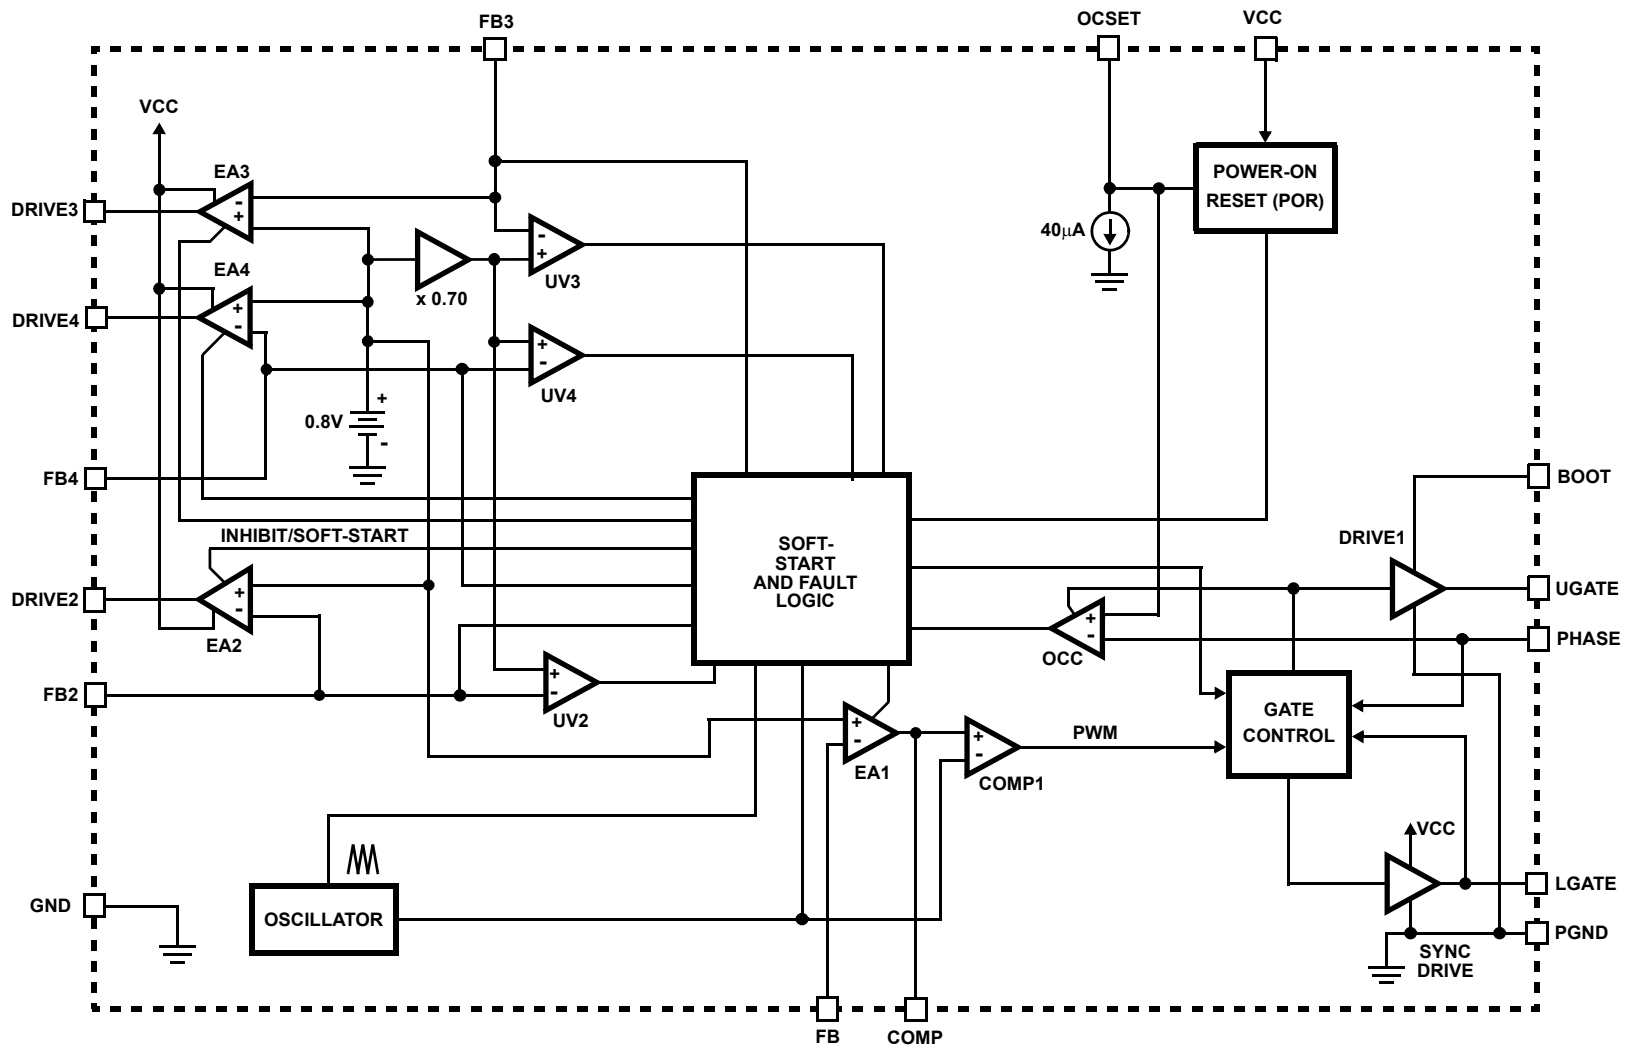 FB3
OCSET
VCC
VCC
EA3
- +
DRIVE3
POWER-ON
RESET (POR)
40µA
- +
UV3
EA4
x 0.70
+ -
DRIVE4
+ -
UV4
+
0.8V
-
FB4
BOOT
INHIBIT/SOFT-START
SOFT-
START
AND FAULT
LOGIC
DRIVE1
DRIVE2
+ -
EA2
UGATE
+ -
OCC
PHASE
FB2
+ -
UV2
GATE
CONTROL
+ -
EA1
+ -
COMP1
PWM
VCC
OSCILLATOR
LGATE
GND
PGND
SYNC
DRIVE
FB
COMP